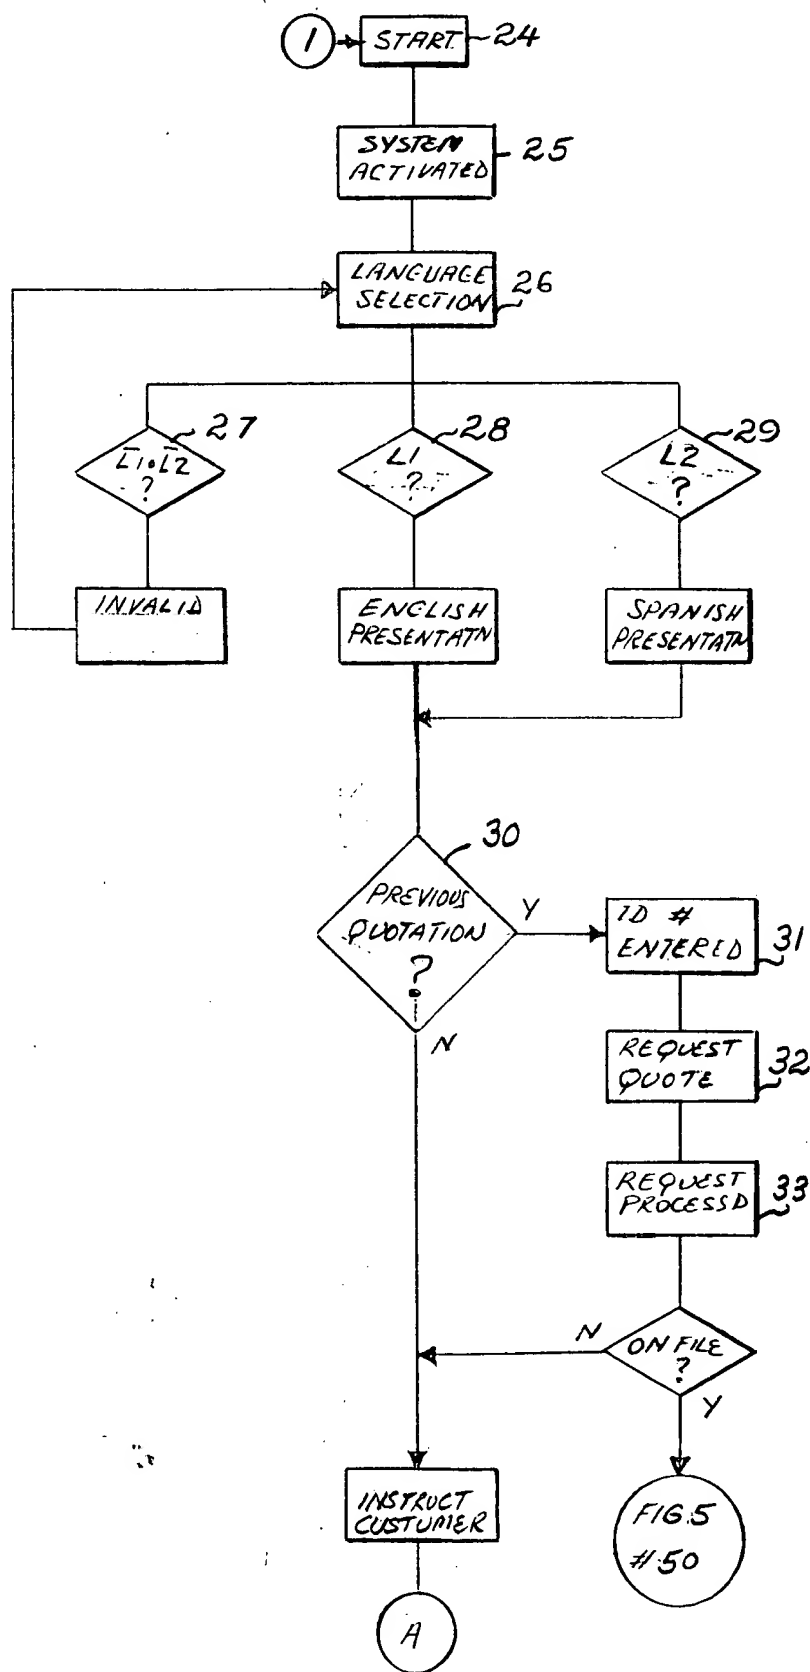 1
START
24
SYSTEM
ACTIVATED
25
LANGUAGE
SELECTION
26
27
L̅1·L̅2
?
28
L1
?
29
L2
?
INVALID
ENGLISH
PRESENTATN
SPANISH
PRESENTATN
30
PREVIOUS
QUOTATION
?
Y
N
ID #
ENTERED
31
REQUEST
QUOTE
32
REQUEST
PROCESSD
33
ON FILE
?
N
Y
INSTRUCT
CUSTUMER
FIG.5
#50
A